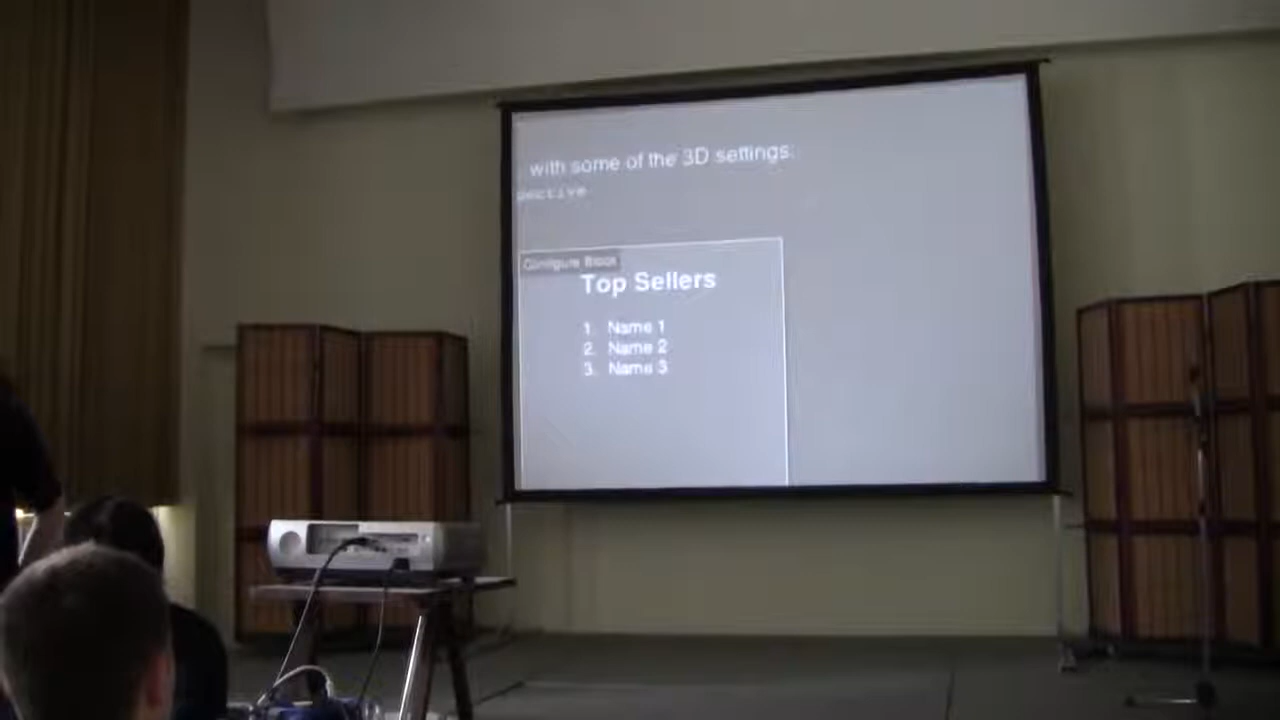 with some of the 3D settings:
Configure Block
Top Sellers
1. Name 1
2. Name 2
3. Name 3